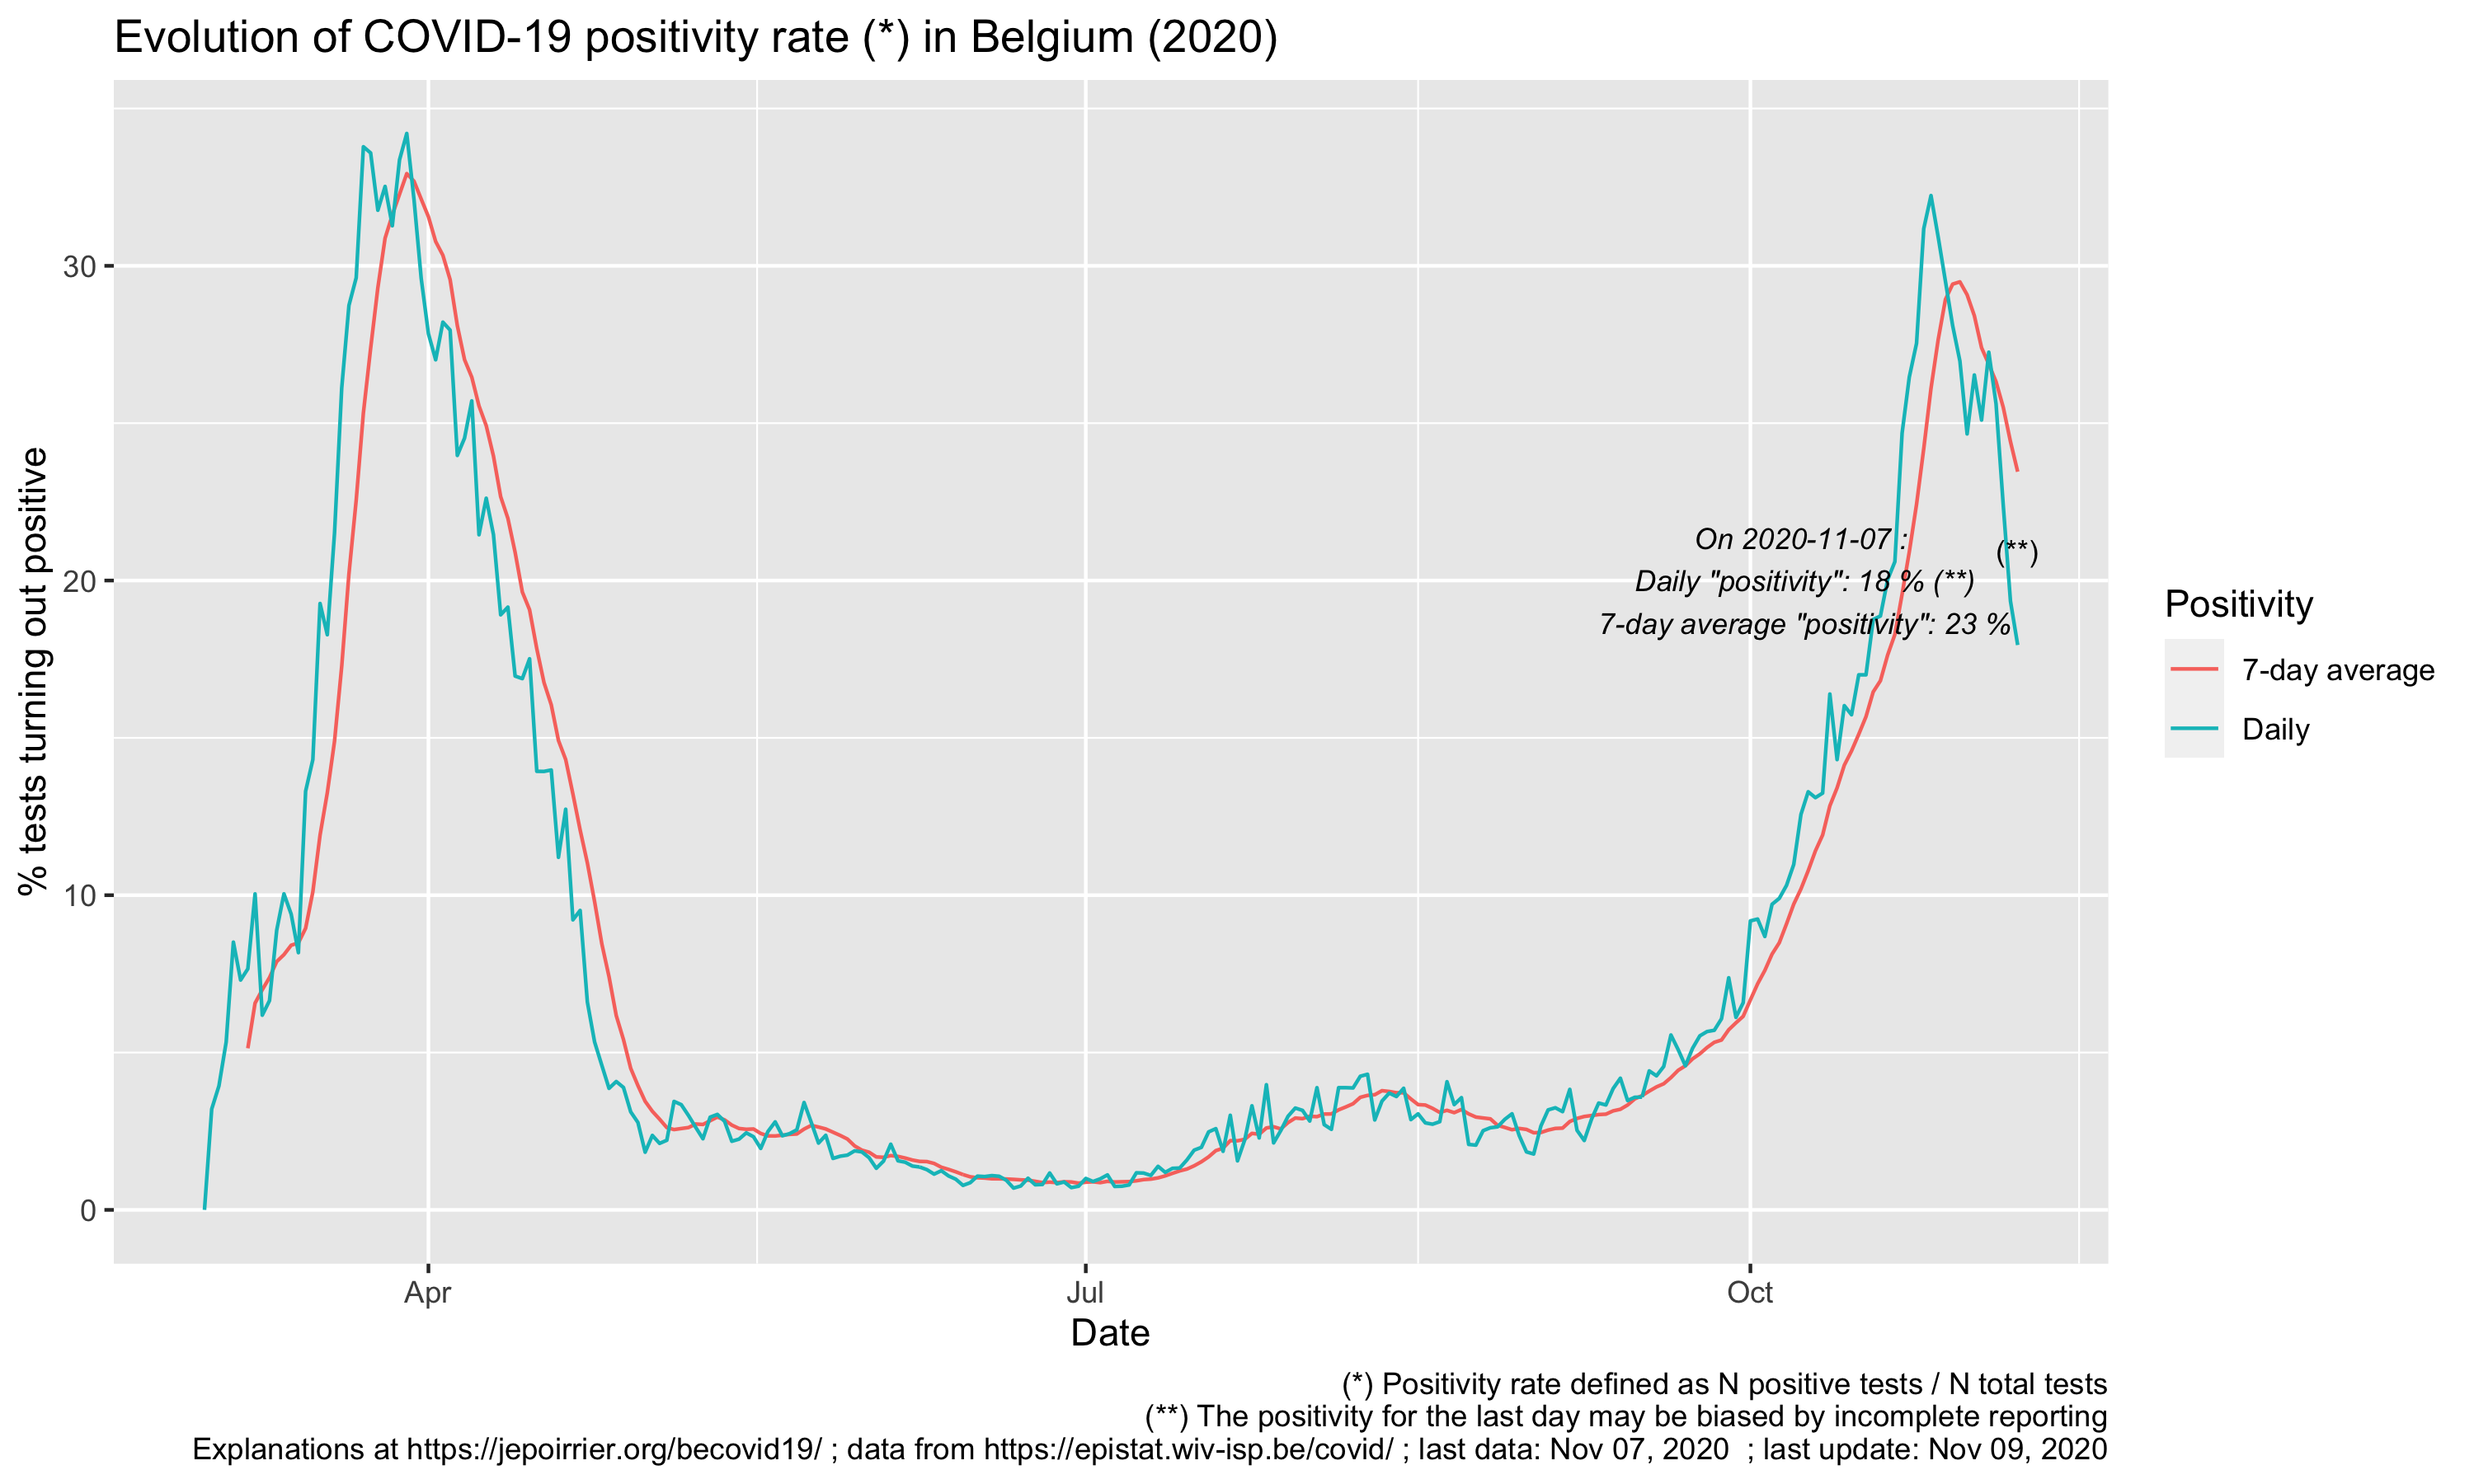 Evolution of COVID-19 positivity rate (*) in Belgium (2020)
% tests turning out positive
30
20
10
0
On 2020-11-07 :
Daily "positivity": 18 % (**)
7-day average "positivity": 23 %
(**)
Positivity
7-day average
Daily
Apr
Jul
Oct
Date
(*) Positivity rate defined as N positive tests / N total tests
(**) The positivity for the last day may be biased by incomplete reporting
Explanations at https://jepoirrier.org/becovid19/ ; data from https://epistat.wiv-isp.be/covid/ ; last data: Nov 07, 2020  ; last update: Nov 09, 2020